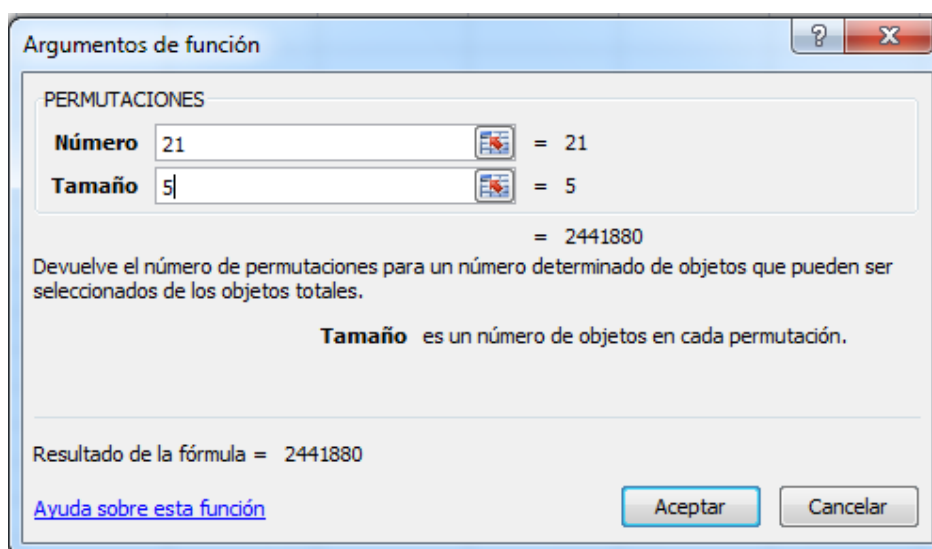 Argumentos de función
PERMUTACIONES
Número 21 = 21
Tamaño 5 = 5
= 2441880
Devuelve el número de permutaciones para un número determinado de objetos que pueden ser
seleccionados de los objetos totales.
Tamaño es un número de objetos en cada permutación.
Resultado de la fórmula = 2441880
Ayuda sobre esta función Aceptar Cancelar